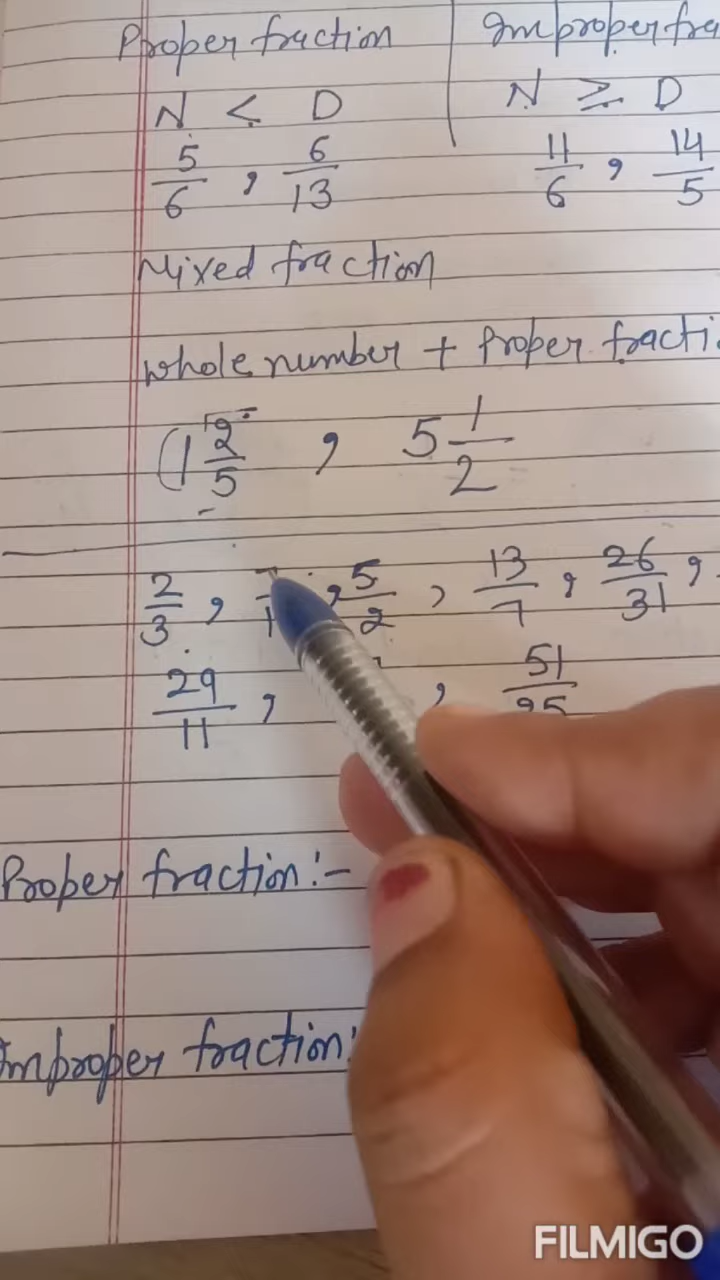 Proper fraction Improper fra
N < D N ≥ D
5/6 , 6/13 11/6 , 14/5
Mixed fraction
whole number + Proper fracti
1 2/5 , 5 1/2
2/3 , , 5/2 , 13/7 , 26/31 ,
29/11 , , 51/
Proper fraction :-
Improper fraction :
FILMIGO